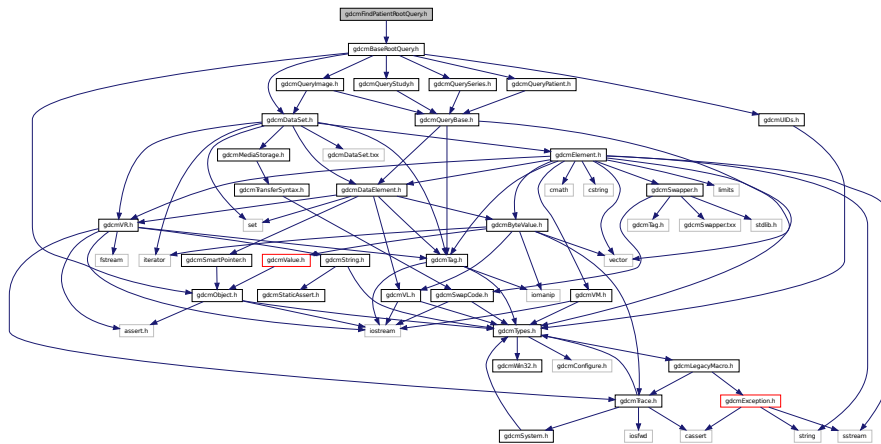 gdcmFindPatientRootQuery.h
gdcmBaseRootQuery.h
gdcmQueryImage.h
gdcmQueryStudy.h
gdcmQuerySeries.h
gdcmQueryPatient.h
gdcmDataSet.h
gdcmQueryBase.h
gdcmUIDs.h
gdcmMediaStorage.h
gdcmDataSet.txx
gdcmElement.h
gdcmTransferSyntax.h
gdcmDataElement.h
cmath
cstring
gdcmSwapper.h
limits
gdcmVR.h
set
gdcmByteValue.h
gdcmTag.h
gdcmSwapper.txx
stdlib.h
fstream
iterator
gdcmSmartPointer.h
gdcmValue.h
gdcmString.h
gdcmTag.h
vector
gdcmObject.h
gdcmStaticAssert.h
gdcmVL.h
gdcmSwapCode.h
iomanip
gdcmVM.h
assert.h
iostream
gdcmTypes.h
gdcmWin32.h
gdcmConfigure.h
gdcmLegacyMacro.h
gdcmTrace.h
gdcmException.h
gdcmSystem.h
iosfwd
cassert
string
sstream